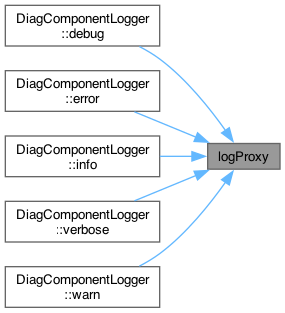 DiagComponentLogger
::debug
DiagComponentLogger
::error
DiagComponentLogger
::info
logProxy
DiagComponentLogger
::verbose
DiagComponentLogger
::warn